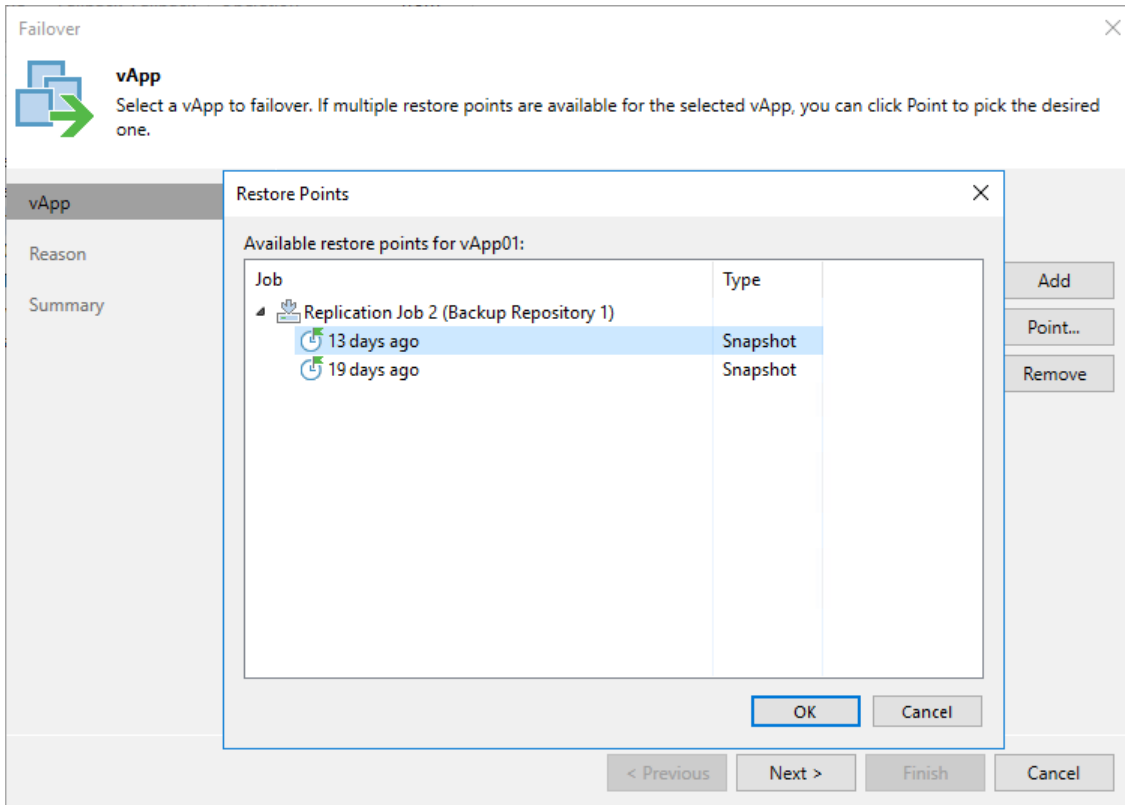 Failover
vApp
Select a vApp to failover. If multiple restore points are available for the selected vApp, you can click Point to pick the desired
one.
vApp
Reason
Summary
Restore Points
Available restore points for vApp01:
Job Type
Replication Job 2 (Backup Repository 1)
13 days ago Snapshot
19 days ago Snapshot
OK Cancel
Add
Point...
Remove
< Previous Next > Finish Cancel